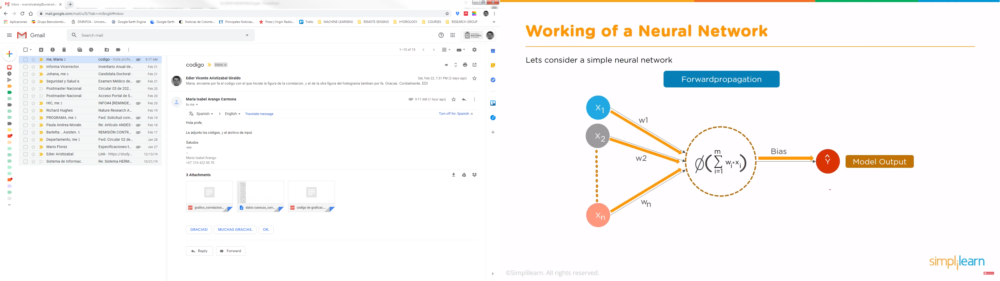 Inbox - evaristizabalg@unal.edu.
mail.google.com/mail/u/0/?tab=rm&ogbl#inbox
Aplicaciones Grupo Bancolombi... DNINFOA - Univers... Google Earth Engine Google Earth Noticias de Colomb... Principales Noticias... Press | Virgin Radio... Trello MACHINE LEARNING REMOTE SENSING HYDROLOGY COURSES RESEARCH GROUP »
Gmail
Search mail
UNIVERSIDAD NACIONAL DE COLOMBIA
1–15 of 15
me, Maria 2 codigo - Hola profe... 9:17 AM
Informa Vicerrector. Inventario Anual de... Feb 21
Johana, me 6 Candidata Doctoral - Feb 21
Seguridad y Salud e. Examen Médico de... Feb 21
Postmaster Nacional Circular 03 de 202... Feb 20
Postmaster Nacional Acceso Portal de S... Feb 20
HIC, me 2 INFO#4 [REMINDE... Feb 20
Richard Hughes Nature Research A... Feb 19
PROGRAMA, me 3 Fwd: Solicitud com... Feb 19
Paula Andrea Morale. Re: Artículo ANDES - Feb 18
Barletta .. Asisten. 5 REMISIÓN CONTR... Feb 17
Departamento, me 2 Fwd: Circular 02 de... Jan 28
Mario Florez Especificaciones t... Jan 27
Edier Aristizabal Link - https://study... 12/13/19
Sistema de Informac. Re: Sistema HERM... 10/21/19
codigo Inbox x
Edier Vicente Aristizabal Giraldo Sat, Feb 22, 7:31 PM (2 days ago)
Maria, enviame por fa el codigo con el que hiciste la figura de la correlacion, y el de la otra figura del histograma tambien por fa. Gracias. Cordialmente, EDI
Maria Isabel Arango Carmona 9:17 AM (1 hour ago)
to me
Spanish > English Translate message Turn off for: Spanish x
Hola profe,
Le adjunto los códigos, y el archivo de input.
Saludos
...
--
Maria Isabel Arango
+57 319 422 88 76
3 Attachments
grafico_correlacion... datos cuencas_corr... codigo de graficas....
GRACIAS! MUCHAS GRACIAS. OK.
Reply Forward
Working of a Neural Network
Lets consider a simple neural network
Forwardpropagation
x1
w1
x2
w2
xn
wn
∅(∑ m i=1 wi*xi)
Bias
Ŷ
Model Output
©Simplilearn. All rights reserved.
simplilearn